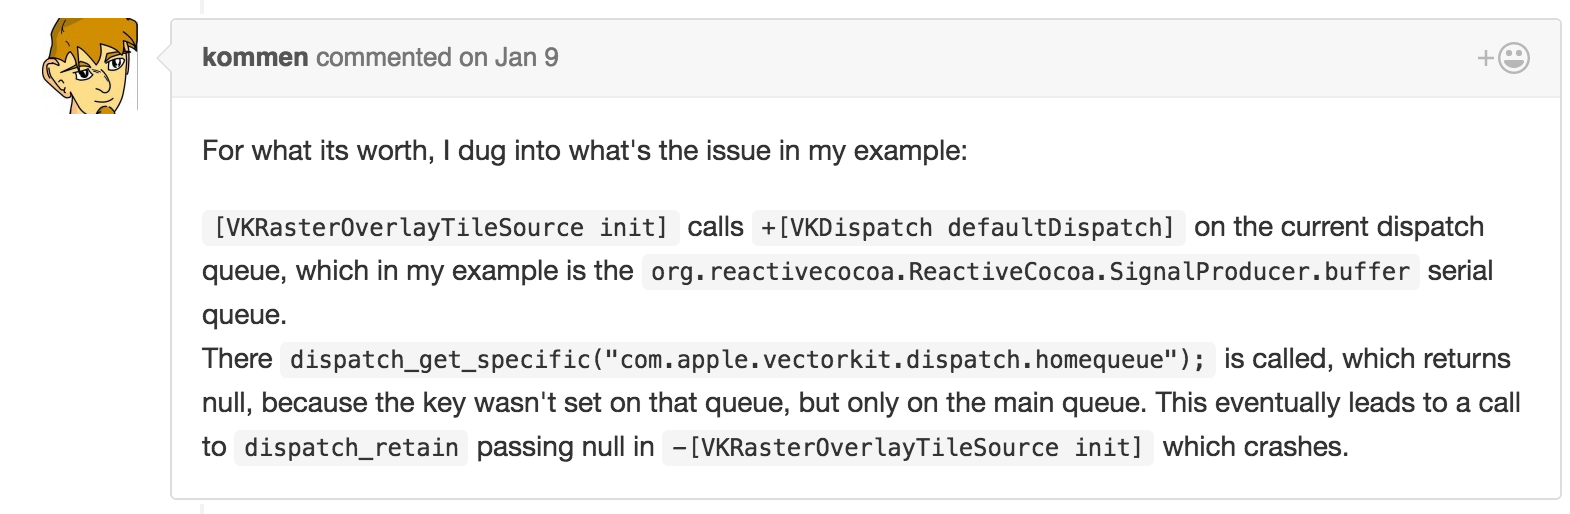 kommen commented on Jan 9
For what its worth, I dug into what's the issue in my example:
[VKRasterOverlayTileSource init] calls +[VKDispatch defaultDispatch] on the current dispatch
queue, which in my example is the org.reactivecocoa.ReactiveCocoa.SignalProducer.buffer serial
queue.
There dispatch_get_specific("com.apple.vectorkit.dispatch.homequeue"); is called, which returns
null, because the key wasn't set on that queue, but only on the main queue. This eventually leads to a call
to dispatch_retain passing null in -[VKRasterOverlayTileSource init] which crashes.